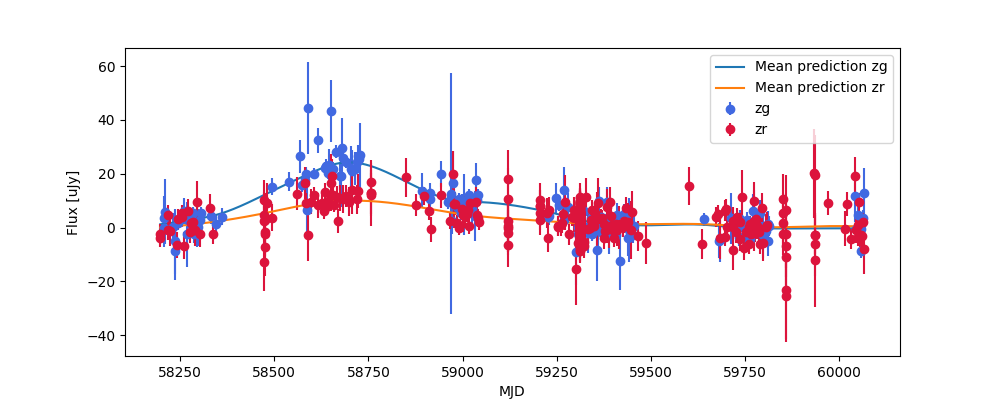 60
40
20
0
−20
−40
Flux [uJy]
58250
58500
58750
59000
59250
59500
59750
60000
MJD
Mean prediction zg
Mean prediction zr
zg
zr